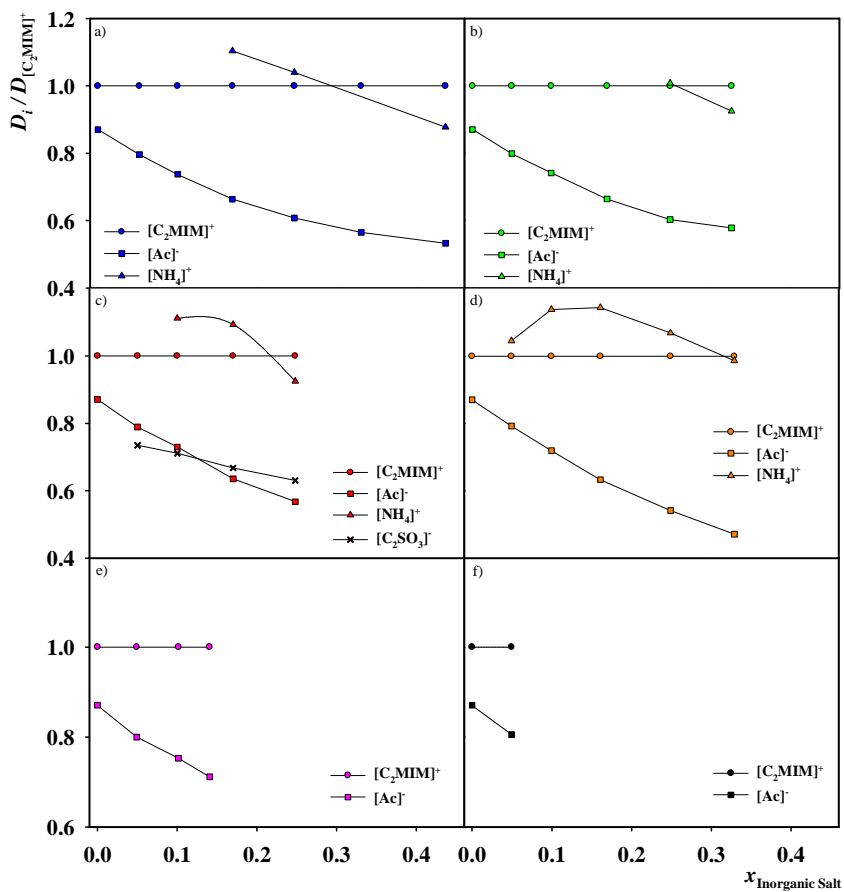 D_i / D_[C₂MIM]⁺
1.2
1.0
0.8
0.6
0.4
a)
[C₂MIM]⁺
[Ac]⁻
[NH₄]⁺
b)
[C₂MIM]⁺
[Ac]⁻
[NH₄]⁺
1.0
0.8
0.6
0.4
c)
[C₂MIM]⁺
[Ac]⁻
[NH₄]⁺
[C₂SO₃]⁻
d)
[C₂MIM]⁺
[Ac]⁻
[NH₄]⁺
1.0
0.8
0.6
e)
[C₂MIM]⁺
[Ac]⁻
f)
[C₂MIM]⁺
[Ac]⁻
0.0 0.1 0.2 0.3 0.4 0.0 0.1 0.2 0.3 0.4
x Inorganic Salt